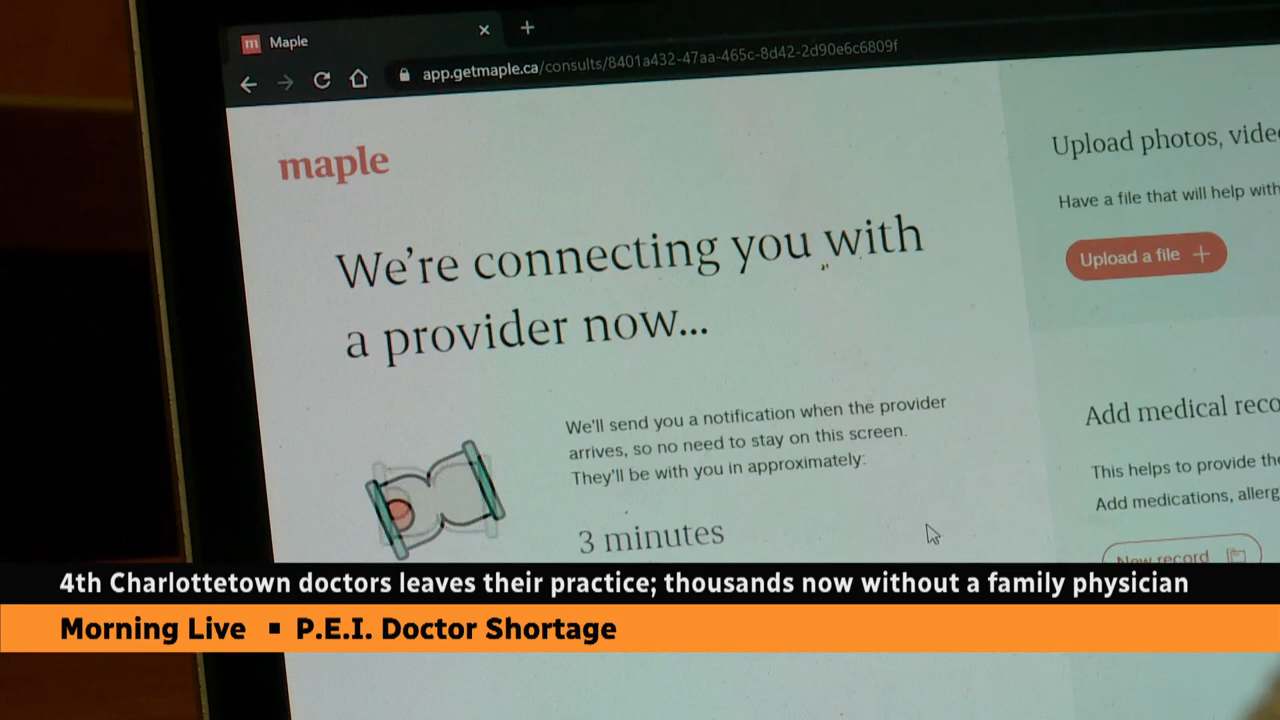 m Maple
app.getmaple.ca/consults/8401a432-47aa-465c-8d42-2d90e6c6809f
maple
We're connecting you with
a provider now...
We'll send you a notification when the provider
arrives, so no need to stay on this screen.
They'll be with you in approximately:
3 minutes
Upload photos,
Have a file that will help with
Upload a file
Add medical
This helps to provide
Add medications,
New record
4th Charlottetown doctors leaves their practice; thousands now without a family physician
Morning Live ▪ P.E.I. Doctor Shortage